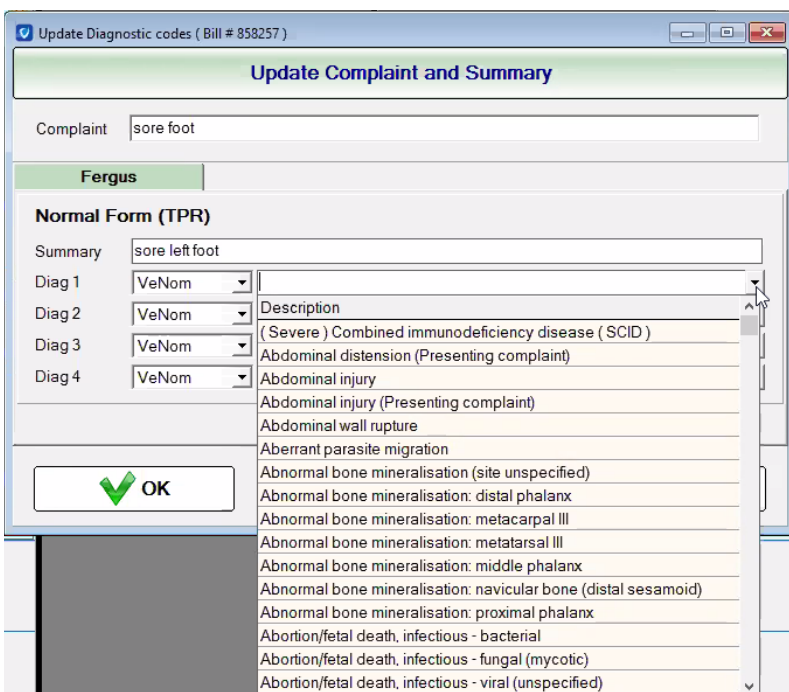 Update Diagnostic codes ( Bill # 858257 )
Update Complaint and Summary
Complaint sore foot
Fergus
Normal Form (TPR)
Summary sore left foot
Diag 1 VeNom
Diag 2 VeNom
Diag 3 VeNom
Diag 4 VeNom
Description
( Severe ) Combined immunodeficiency disease ( SCID )
Abdominal distension (Presenting complaint)
Abdominal injury
Abdominal injury (Presenting complaint)
Abdominal wall rupture
Aberrant parasite migration
Abnormal bone mineralisation (site unspecified)
Abnormal bone mineralisation: distal phalanx
Abnormal bone mineralisation: metacarpal III
Abnormal bone mineralisation: metatarsal III
Abnormal bone mineralisation: middle phalanx
Abnormal bone mineralisation: navicular bone (distal sesamoid)
Abnormal bone mineralisation: proximal phalanx
Abortion/fetal death, infectious - bacterial
Abortion/fetal death, infectious - fungal (mycotic)
Abortion/fetal death, infectious - viral (unspecified)
OK